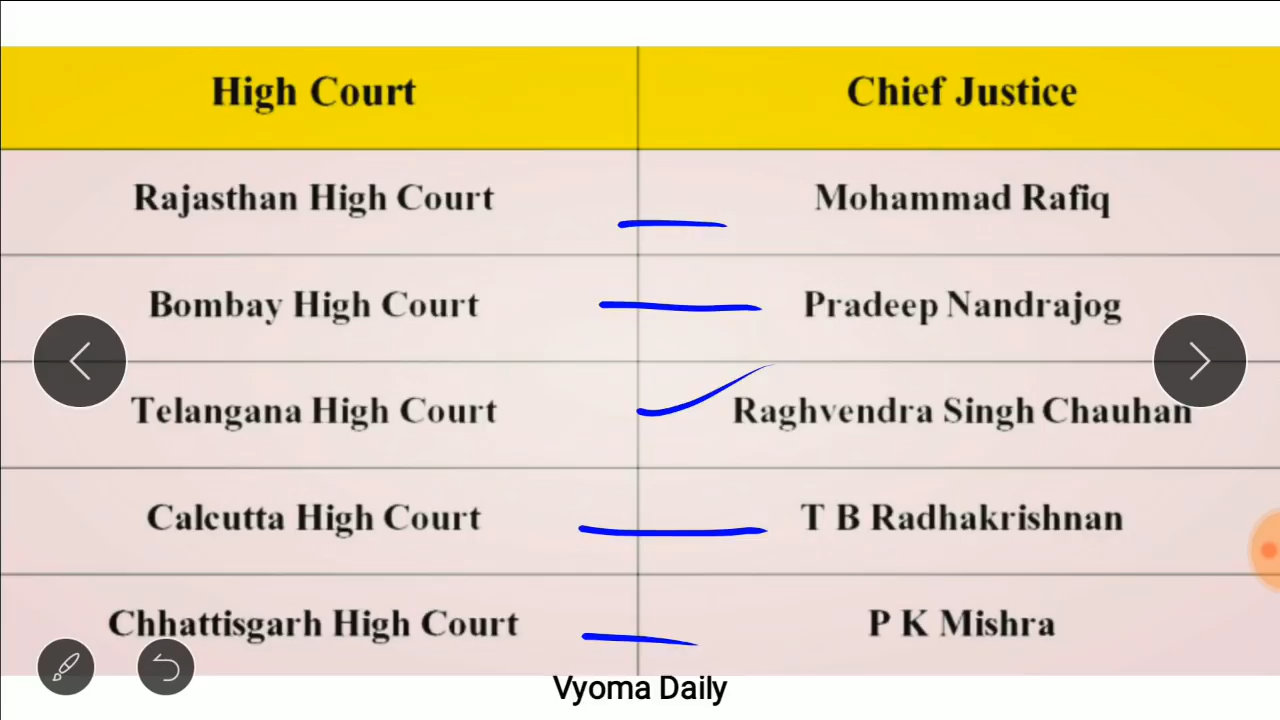 High Court Chief Justice
Rajasthan High Court Mohammad Rafiq
Bombay High Court Pradeep Nandrajog
Telangana High Court Raghvendra Singh Chauhan
Calcutta High Court T B Radhakrishnan
Chhattisgarh High Court P K Mishra
Vyoma Daily